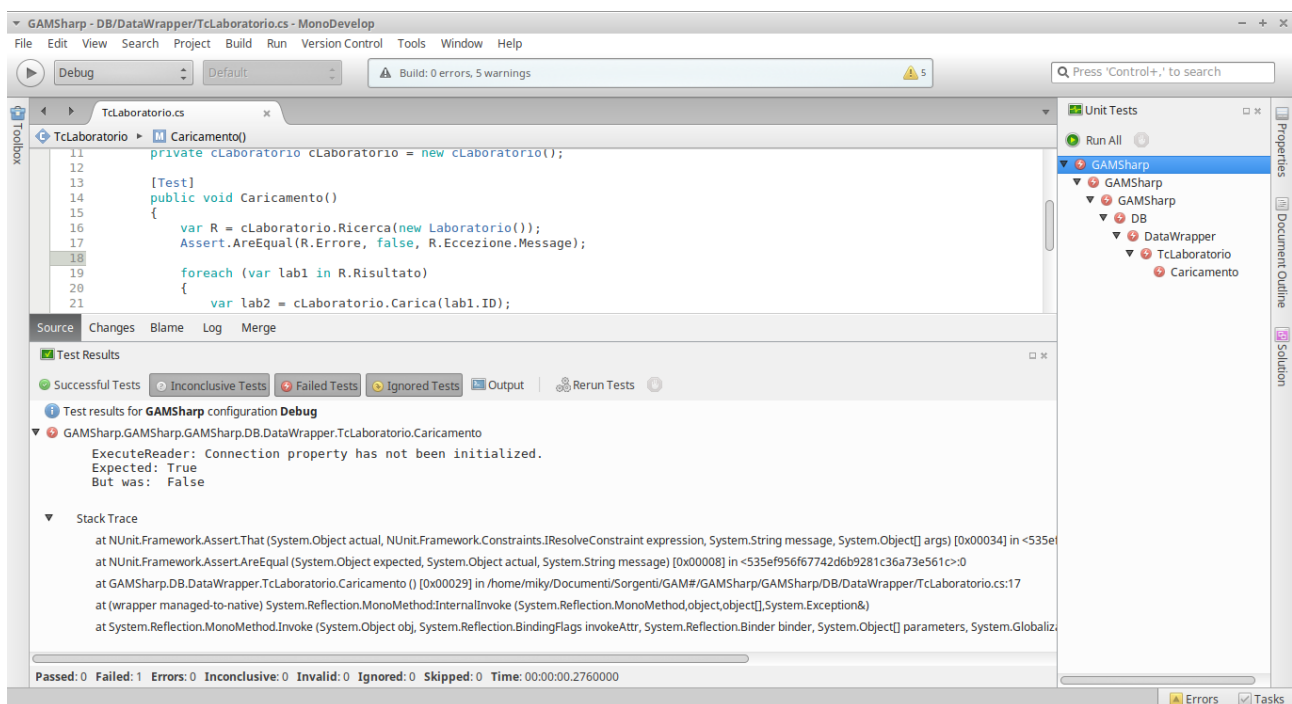 GAMSharp - DB/DataWrapper/TcLaboratorio.cs - MonoDevelop
File Edit View Search Project Build Run Version Control Tools Window Help
Debug Default Build: 0 errors, 5 warnings 5 Press 'Control+,' to search
Toolbox
TcLaboratorio.cs
TcLaboratorio Caricamento()
11 private cLaboratorio cLaboratorio = new cLaboratorio();
12
13 [Test]
14 public void Caricamento()
15 {
16 var R = cLaboratorio.Ricerca(new Laboratorio());
17 Assert.AreEqual(R.Errore, false, R.Eccezione.Message);
18
19 foreach (var lab1 in R.Risultato)
20 {
21 var lab2 = cLaboratorio.Carica(lab1.ID);
Source Changes Blame Log Merge
Test Results
Successful Tests Inconclusive Tests Failed Tests Ignored Tests Output Rerun Tests
Test results for GAMSharp configuration Debug
GAMSharp.GAMSharp.GAMSharp.DB.DataWrapper.TcLaboratorio.Caricamento
ExecuteReader: Connection property has not been initialized.
Expected: True
But was: False
Stack Trace
at NUnit.Framework.Assert.That (System.Object actual, NUnit.Framework.Constraints.IResolveConstraint expression, System.String message, System.Object[] args) [0x00034] in <535ef
at NUnit.Framework.Assert.AreEqual (System.Object expected, System.Object actual, System.String message) [0x00008] in <535ef956f67742d6b9281c36a73e561c>:0
at GAMSharp.DB.DataWrapper.TcLaboratorio.Caricamento () [0x00029] in /home/miky/Documenti/Sorgenti/GAM#/GAMSharp/GAMSharp/DB/DataWrapper/TcLaboratorio.cs:17
at (wrapper managed-to-native) System.Reflection.MonoMethod:InternalInvoke (System.Reflection.MonoMethod,object,object[],System.Exception&)
at System.Reflection.MonoMethod.Invoke (System.Object obj, System.Reflection.BindingFlags invokeAttr, System.Reflection.Binder binder, System.Object[] parameters, System.Globaliz
Passed: 0 Failed: 1 Errors: 0 Inconclusive: 0 Invalid: 0 Ignored: 0 Skipped: 0 Time: 00:00:00.2760000
Unit Tests
Run All
GAMSharp
GAMSharp
GAMSharp
DB
DataWrapper
TcLaboratorio
Caricamento
Properties
Document Outline
Solution
Errors Tasks